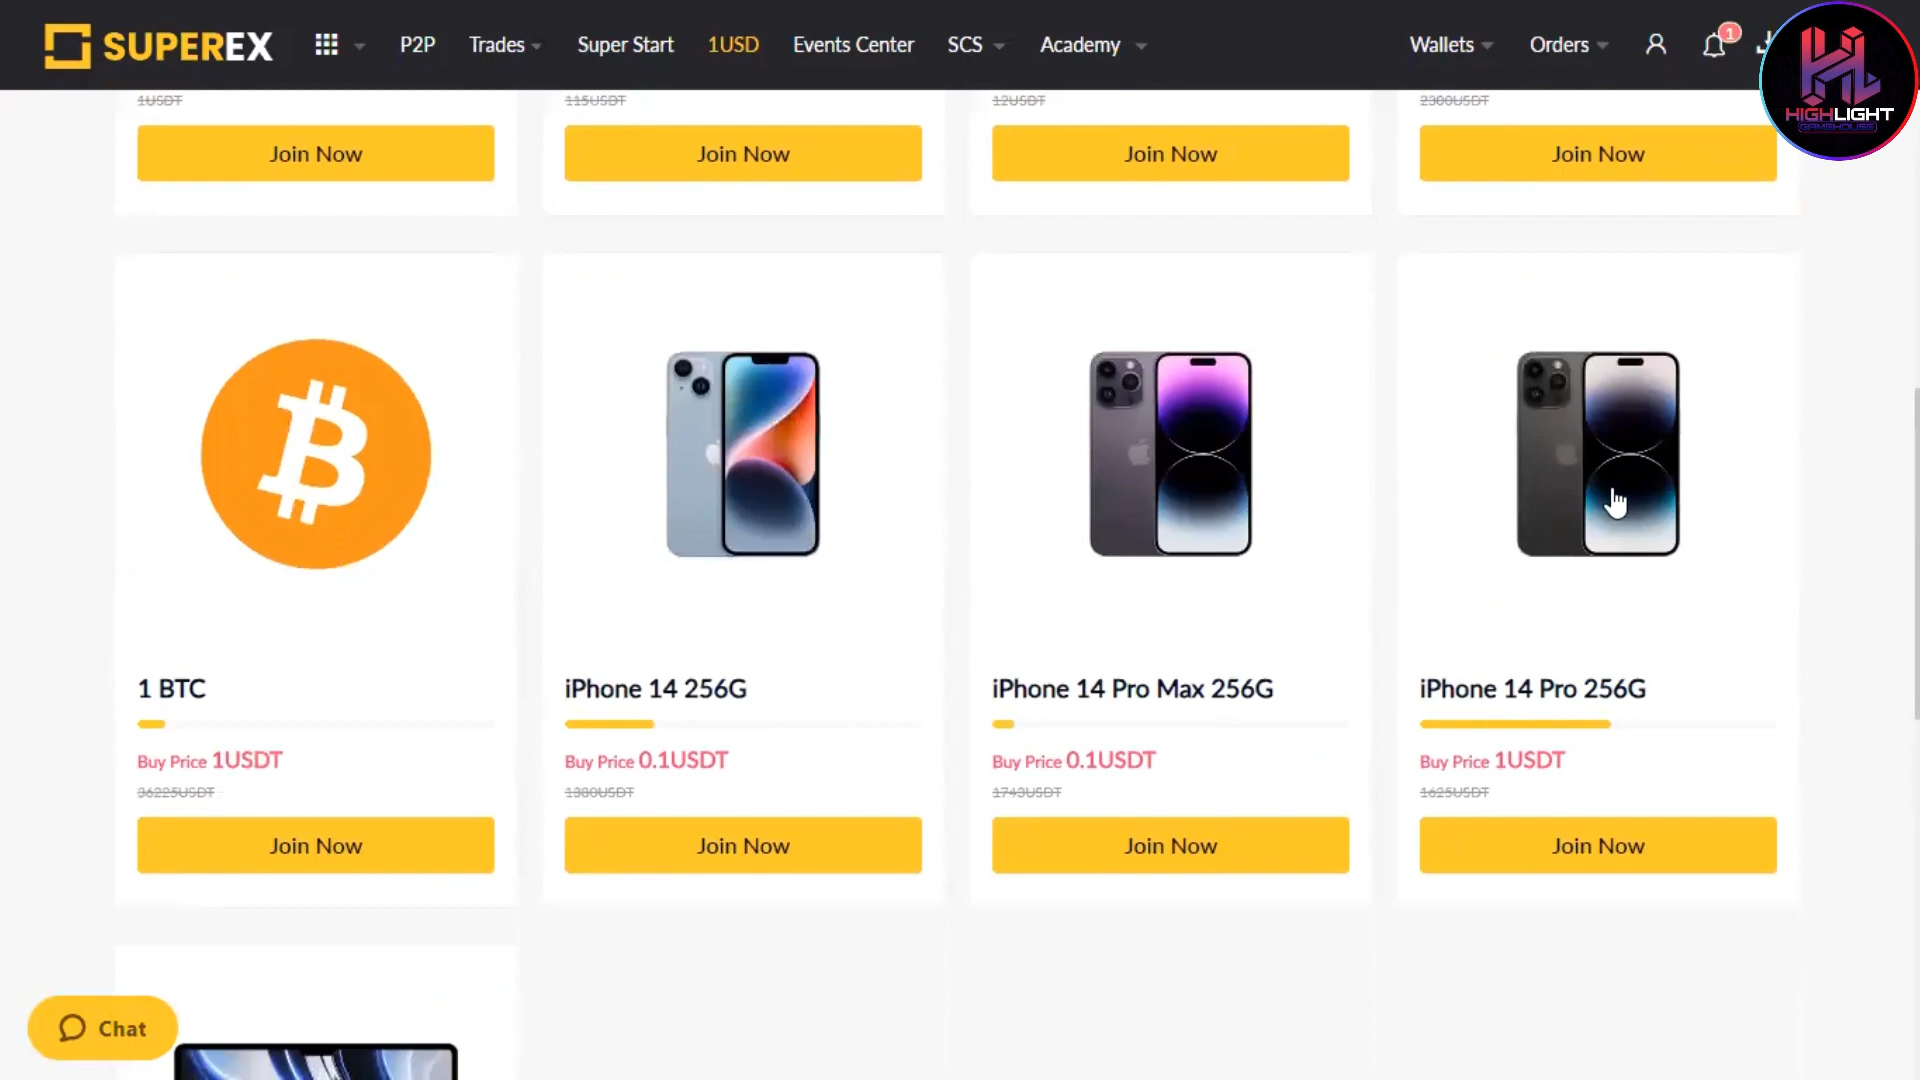 SUPEREX P2P Trades Super Start 1USD Events Center SCS Academy Wallets Orders 1
HIGHLIGHT
GAMEHOUSE
1USDT 115USDT 12USDT 2300USDT
Join Now Join Now Join Now Join Now
1 BTC iPhone 14 256G iPhone 14 Pro Max 256G iPhone 14 Pro 256G
Buy Price 1USDT Buy Price 0.1USDT Buy Price 0.1USDT Buy Price 1USDT
36225USDT 1380USDT 1743USDT 1625USDT
Join Now Join Now Join Now Join Now
Chat